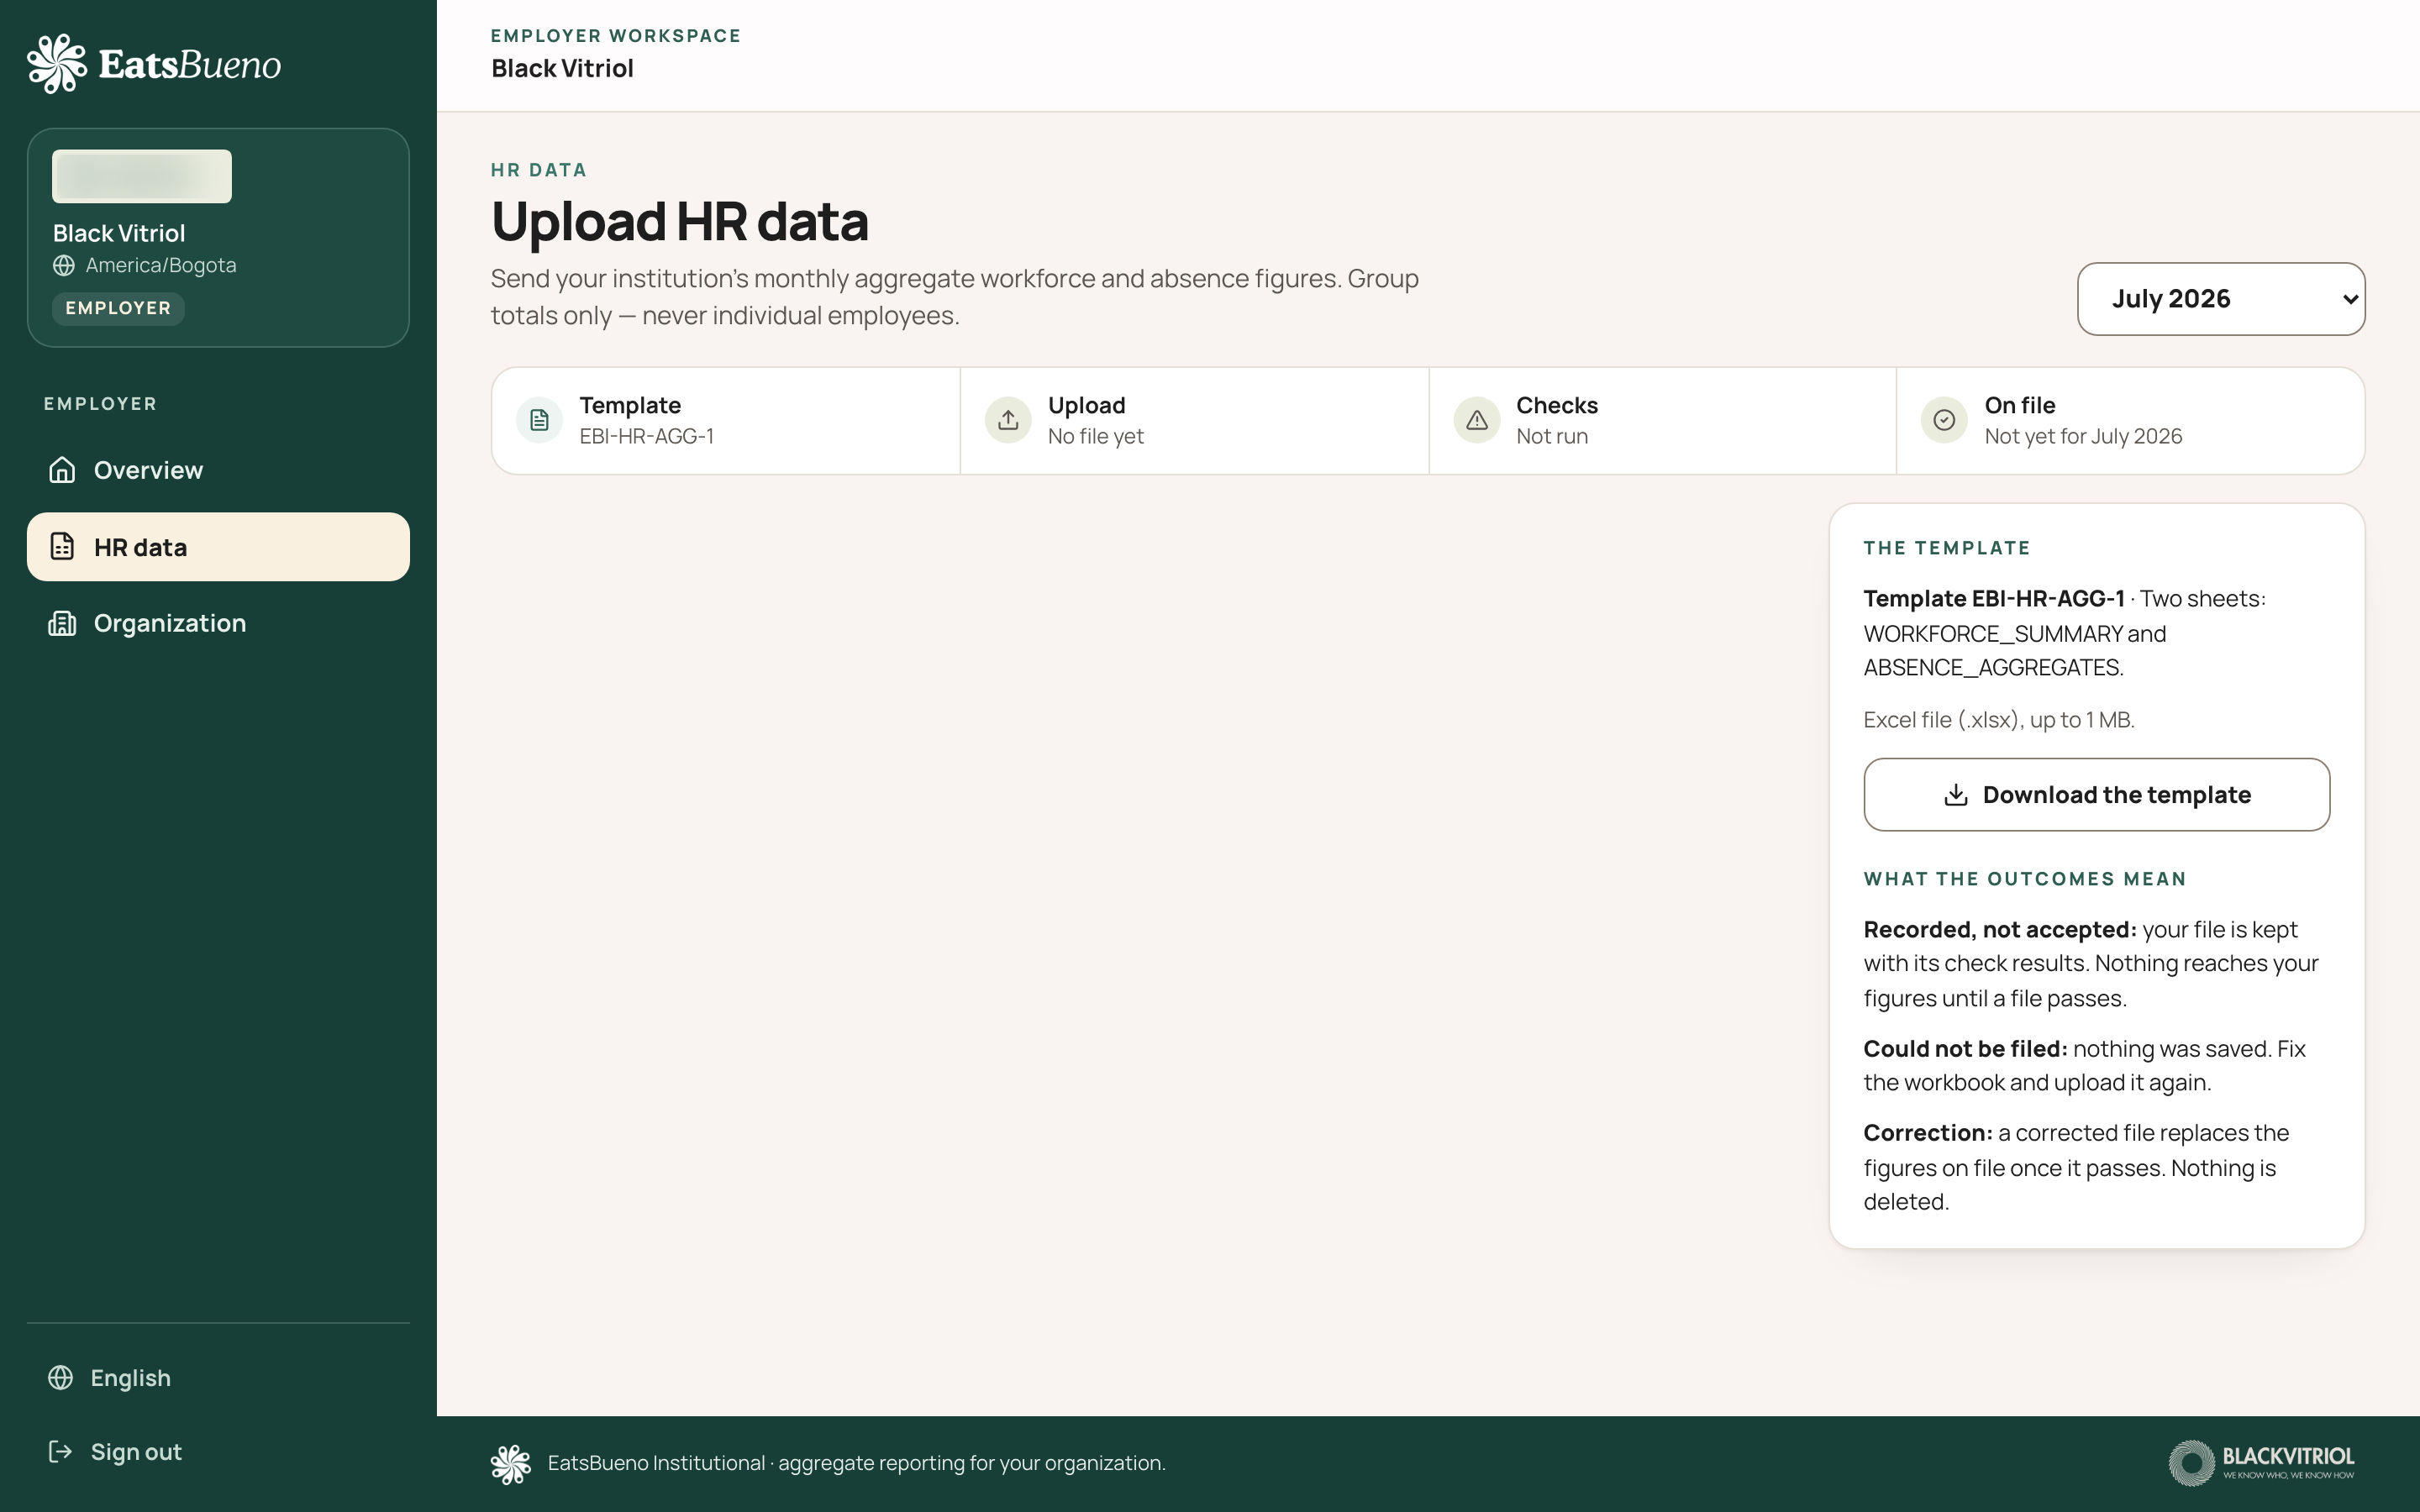 EatsBueno
Black Vitriol
America/Bogota
EMPLOYER
EMPLOYER
Overview
HR data
Organization
English
Sign out
EMPLOYER WORKSPACE
Black Vitriol
HR DATA
Upload HR data
Send your institution's monthly aggregate workforce and absence figures. Group
totals only — never individual employees.
July 2026
Template
EBI-HR-AGG-1
Upload
No file yet
Checks
Not run
On file
Not yet for July 2026
THE TEMPLATE
Template EBI-HR-AGG-1 · Two sheets:
WORKFORCE_SUMMARY and
ABSENCE_AGGREGATES.
Excel file (.xlsx), up to 1 MB.
Download the template
WHAT THE OUTCOMES MEAN
Recorded, not accepted: your file is kept
with its check results. Nothing reaches your
figures until a file passes.
Could not be filed: nothing was saved. Fix
the workbook and upload it again.
Correction: a corrected file replaces the
figures on file once it passes. Nothing is
deleted.
EatsBueno Institutional · aggregate reporting for your organization.
BLACKVITRIOL
WE KNOW WHO, WE KNOW HOW